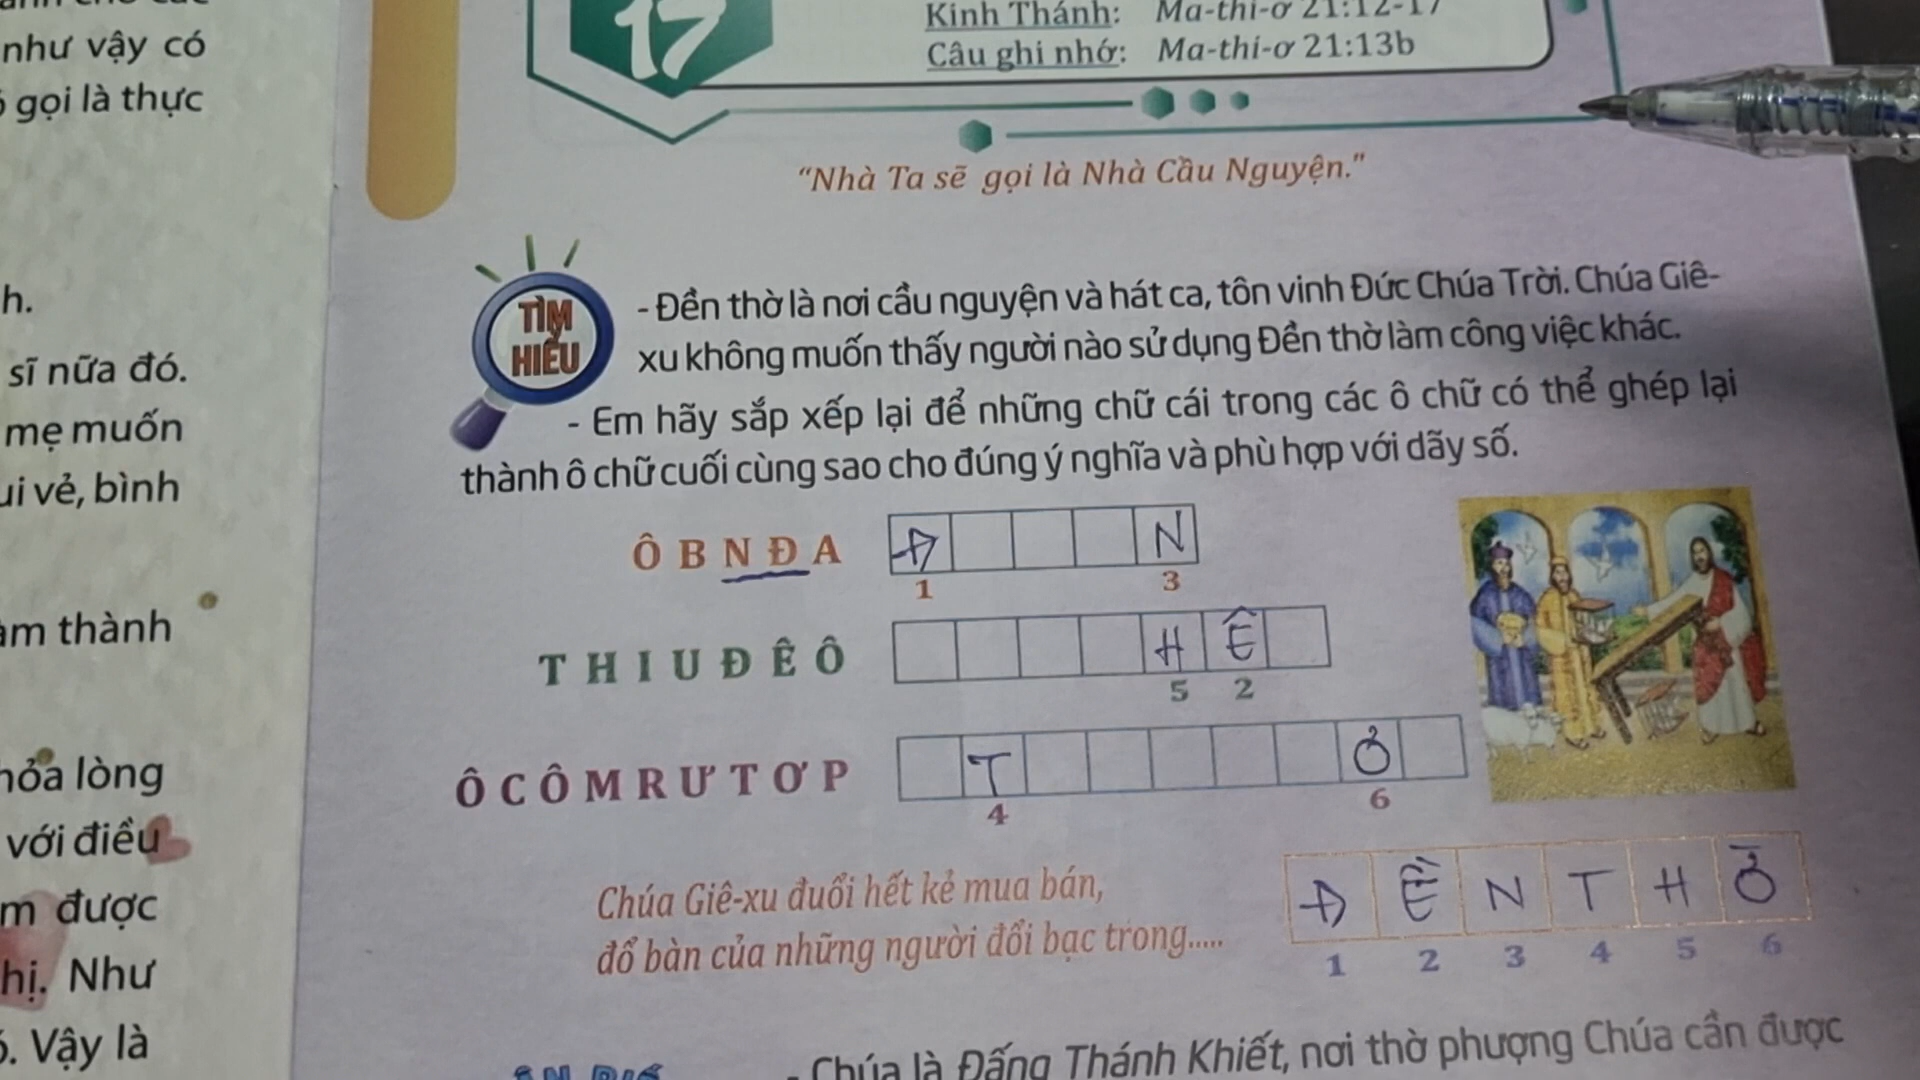 như vậy có
gọi là thực
h.
sĩ nữa đó.
mẹ muốn
ui vẻ, bình
àm thành
hỏa lòng
với điều
m được
hị. Như
ó. Vậy là
17
Kinh Thánh: Ma-thi-ơ 21:12-17
Câu ghi nhớ: Ma-thi-ơ 21:13b
“Nhà Ta sẽ gọi là Nhà Cầu Nguyện.”
TÌM
HIỂU
- Đền thờ là nơi cầu nguyện và hát ca, tôn vinh Đức Chúa Trời. Chúa Giê-
xu không muốn thấy người nào sử dụng Đền thờ làm công việc khác.
- Em hãy sắp xếp lại để những chữ cái trong các ô chữ có thể ghép lại
thành ô chữ cuối cùng sao cho đúng ý nghĩa và phù hợp với dãy số.
Ô B N Đ A Đ N
1 3
T H I U Đ Ê Ô H Ê
5 2
Ô C Ô M R Ư T Ơ P T Ơ
4 6
Chúa Giê-xu đuổi hết kẻ mua bán,
đổ bàn của những người đổi bạc trong.....
Đ Ề N T H Ờ
1 2 3 4 5 6
- Chúa là Đấng Thánh Khiết, nơi thờ phượng Chúa cần được